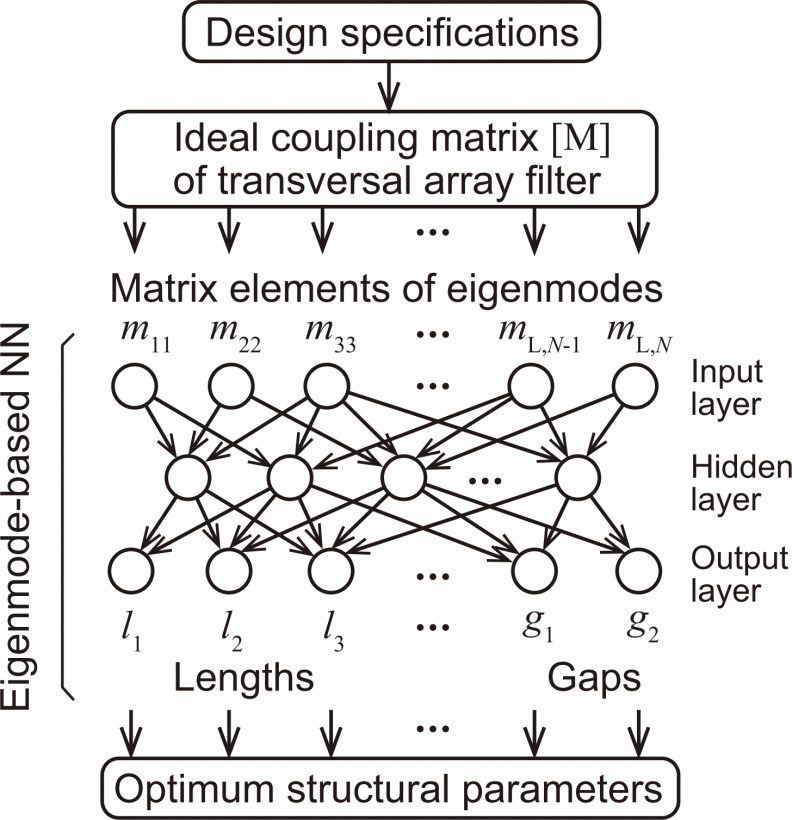 Design specifications
Ideal coupling matrix [M]
of transversal array filter
...
Matrix elements of eigenmodes
m11 m22 m33 ... mL,N-1 mL,N
Eigenmode-based NN
...
Input
layer
...
Hidden
layer
...
Output
layer
l1 l2 l3 ... g1 g2
Lengths Gaps
...
Optimum structural parameters